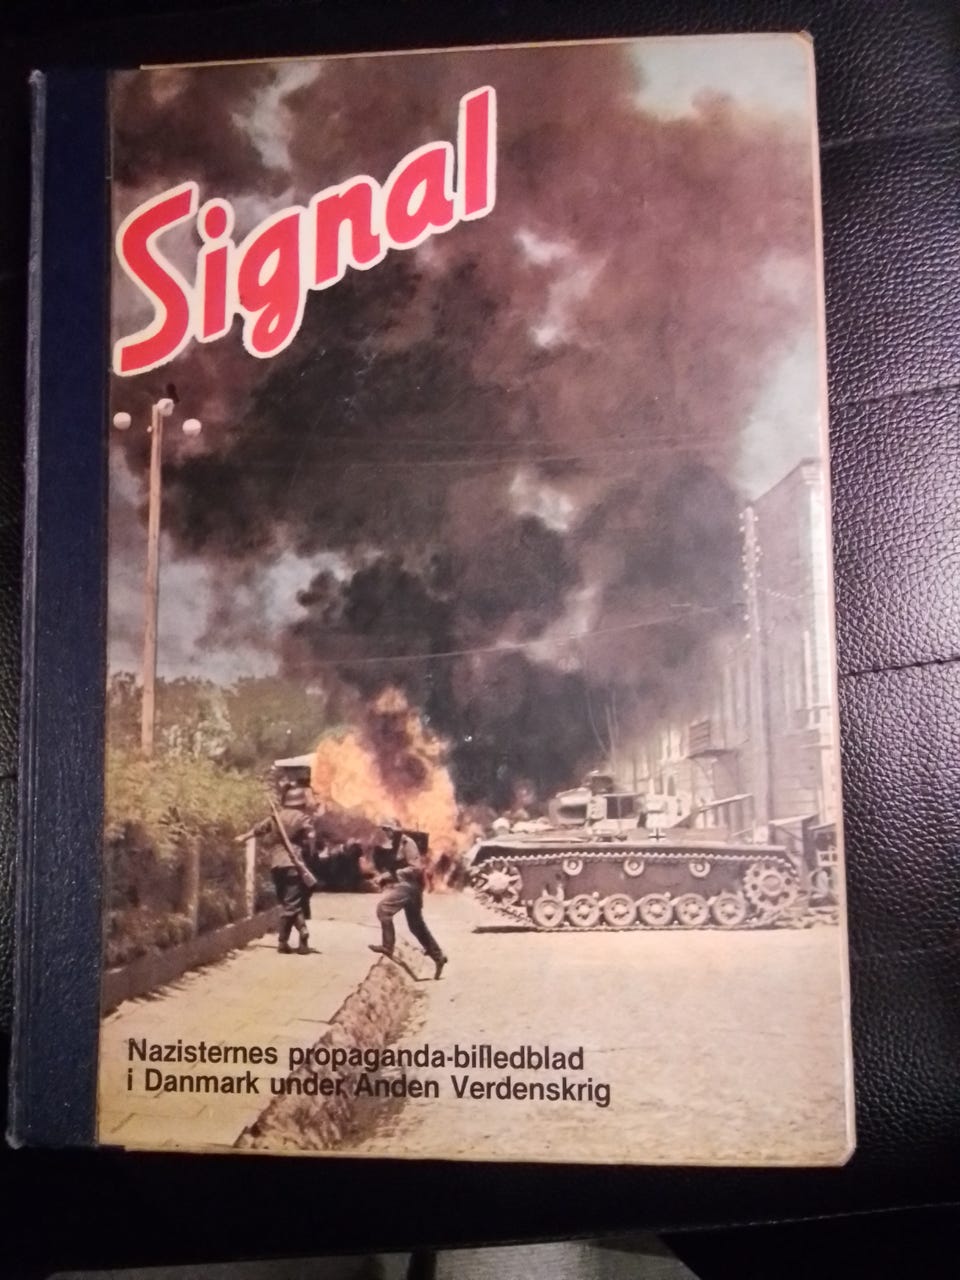 Signal
Nazisternes propaganda-billedblad
i Danmark under Anden Verdenskrig